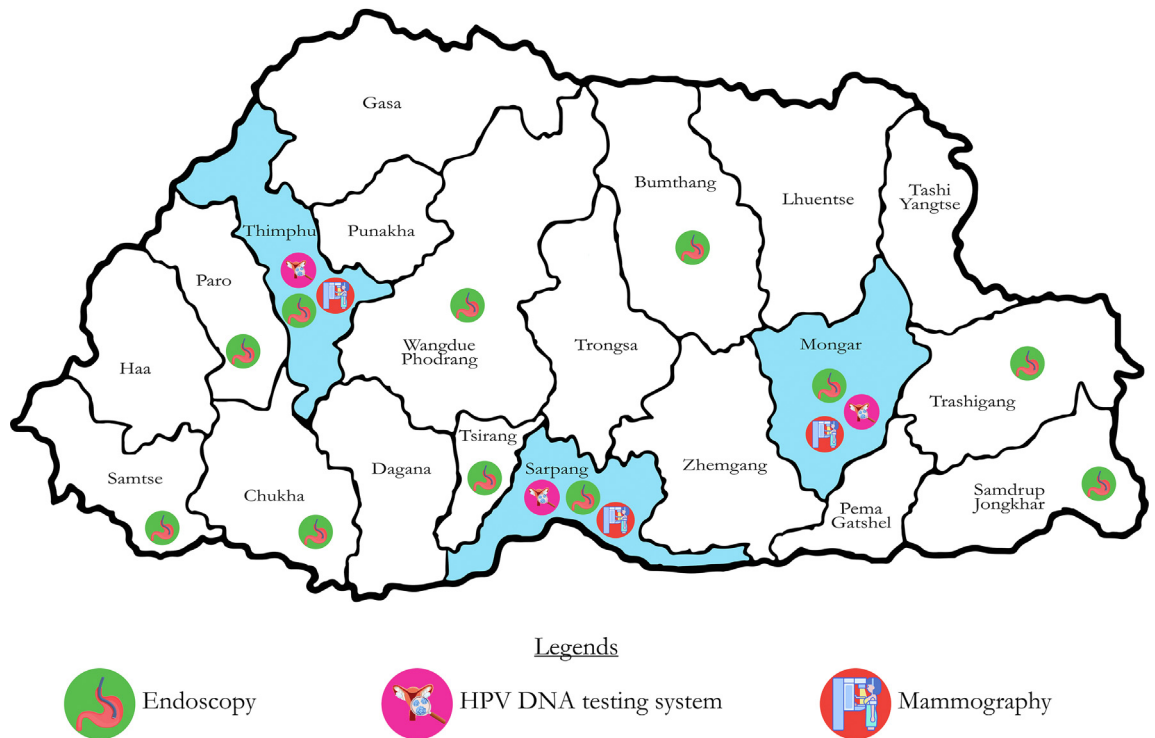 Gasa
Bumthang
Lhuentse
Tashi
Yangtse
Thimphu
Punakha
Paro
Wangdue
Phodrang
Trongsa
Mongar
Haa
Trashigang
Tsirang
Samtse
Chukha
Dagana
Sarpang
Zhemgang
Pema
Gatshel
Samdrup
Jongkhar
Legends
Endoscopy
HPV DNA testing system
Mammography